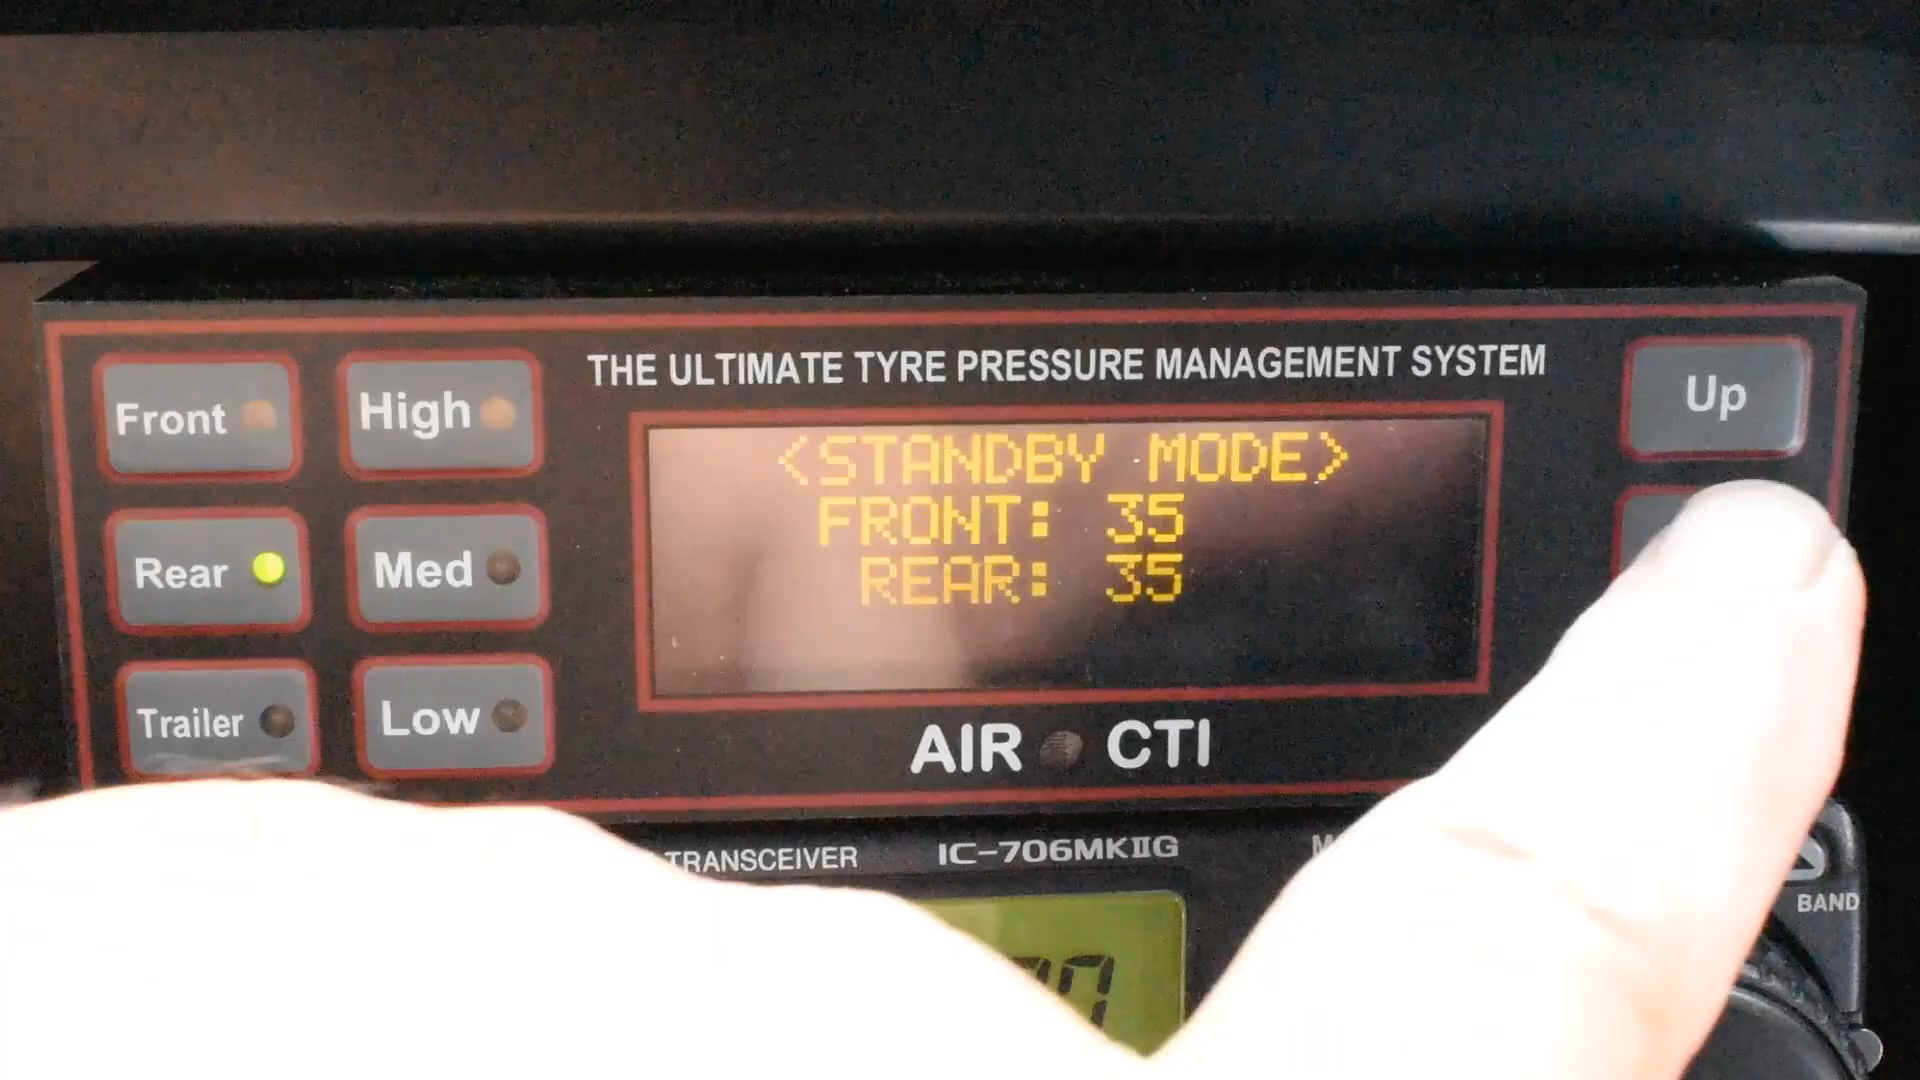 THE ULTIMATE TYRE PRESSURE MANAGEMENT SYSTEM
Front
High
Up
<STANDBY MODE>
FRONT: 35
REAR: 35
Rear
Med
Trailer
Low
AIR CTI
TRANSCEIVER
IC-706MKIIG
BAND